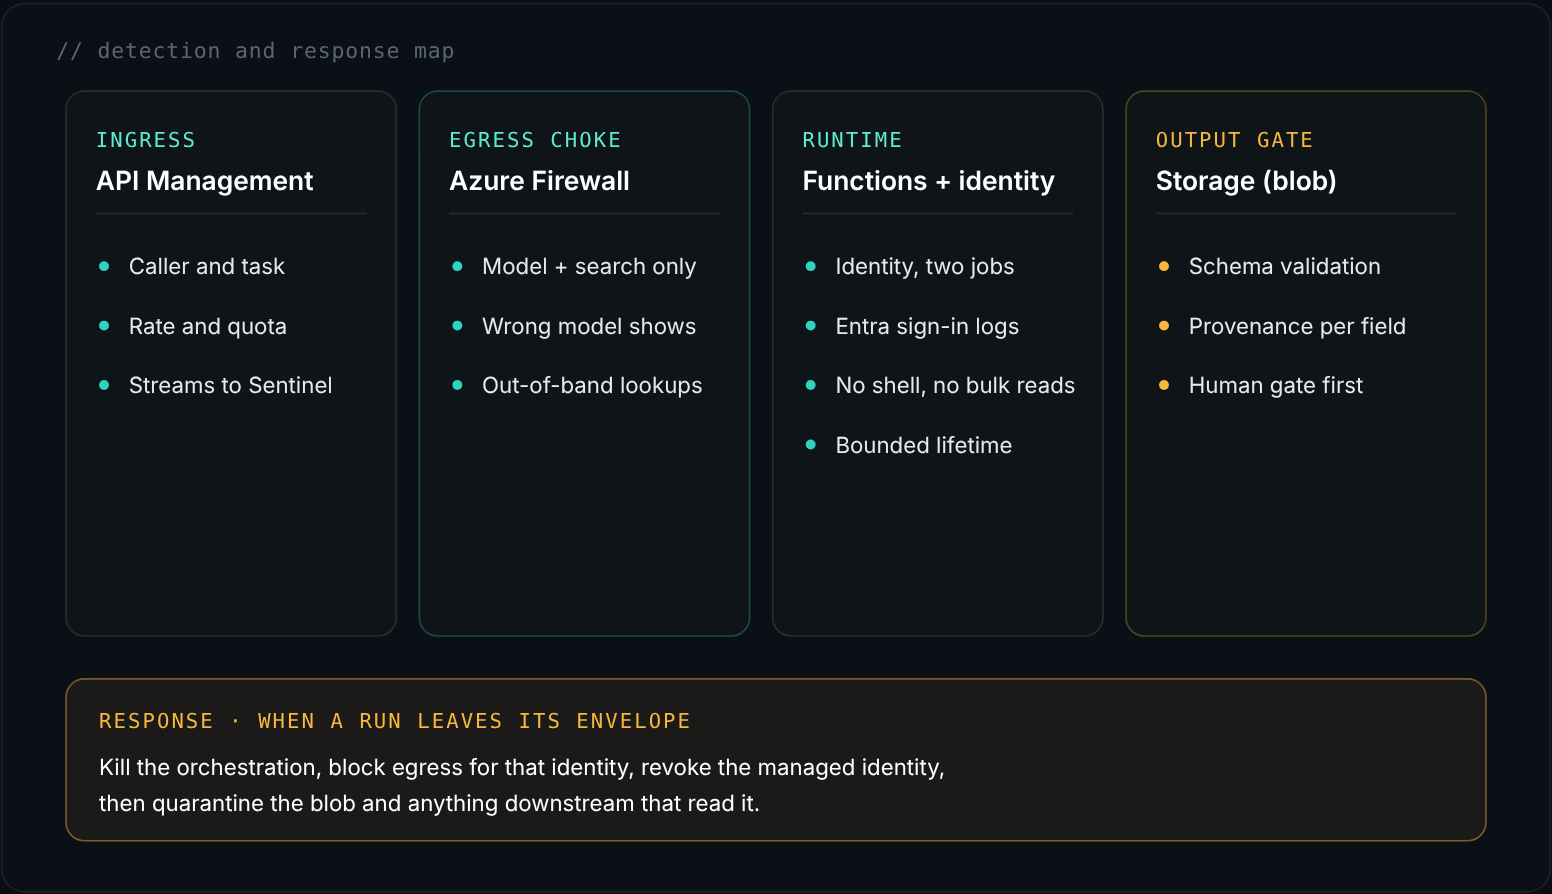 // detection and response map
INGRESS
API Management
Caller and task
Rate and quota
Streams to Sentinel
EGRESS CHOKE
Azure Firewall
Model + search only
Wrong model shows
Out-of-band lookups
RUNTIME
Functions + identity
Identity, two jobs
Entra sign-in logs
No shell, no bulk reads
Bounded lifetime
OUTPUT GATE
Storage (blob)
Schema validation
Provenance per field
Human gate first
RESPONSE · WHEN A RUN LEAVES ITS ENVELOPE
Kill the orchestration, block egress for that identity, revoke the managed identity,
then quarantine the blob and anything downstream that read it.